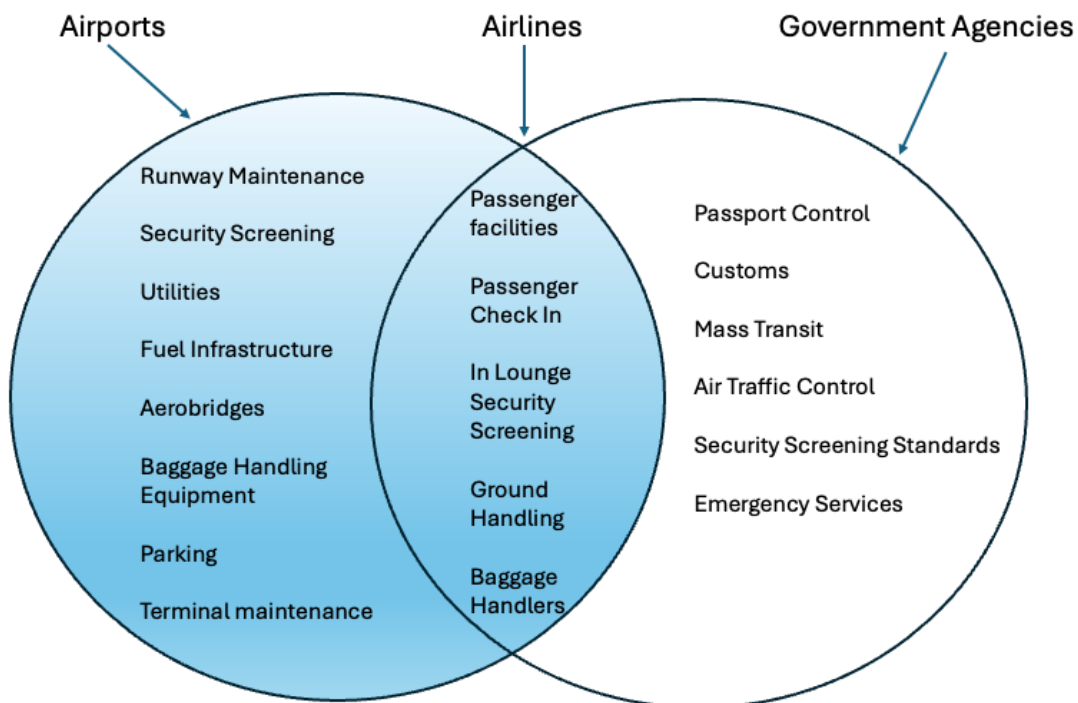 Airports
Airlines
Government Agencies
Runway Maintenance
Security Screening
Utilities
Fuel Infrastructure
Aerobridges
Baggage Handling
Equipment
Parking
Terminal maintenance
Passenger
facilities
Passenger
Check In
In Lounge
Security
Screening
Ground
Handling
Baggage
Handlers
Passport Control
Customs
Mass Transit
Air Traffic Control
Security Screening Standards
Emergency Services